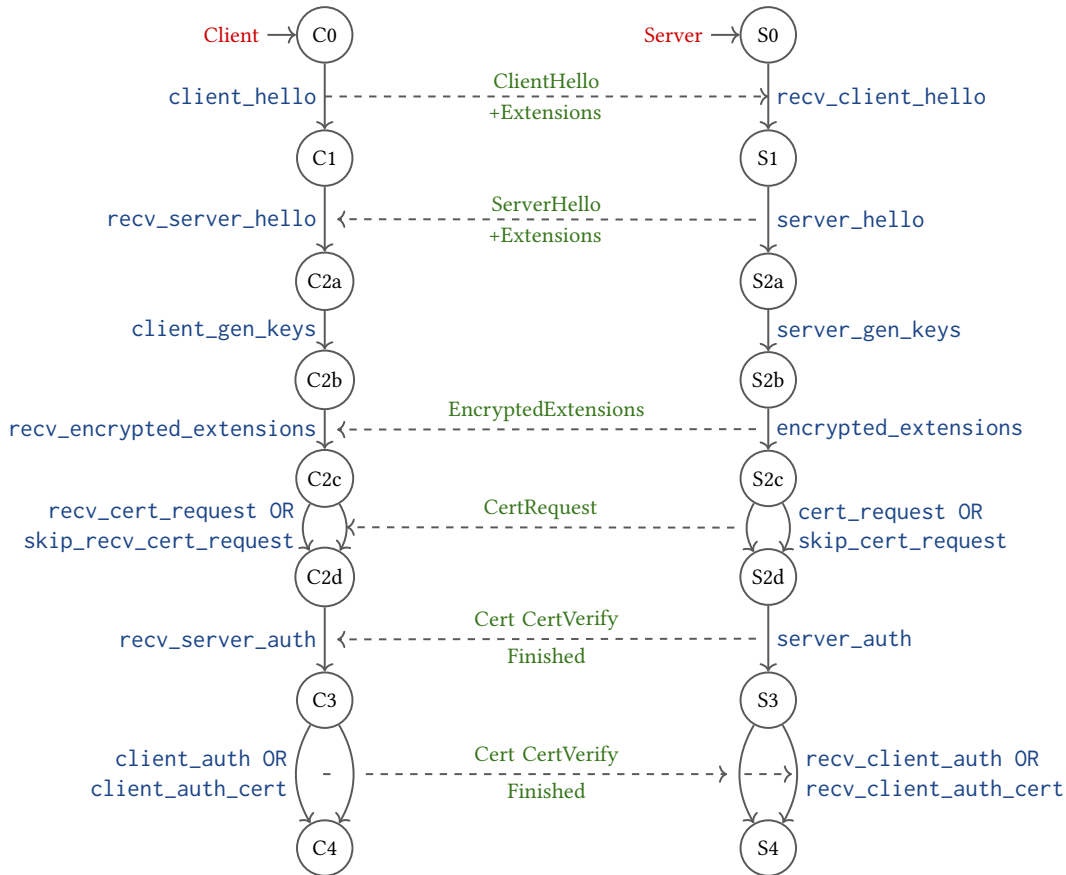 Client
C0
Server
S0
client_hello
ClientHello
+Extensions
recv_client_hello
C1
S1
recv_server_hello
ServerHello
+Extensions
server_hello
C2a
S2a
client_gen_keys
server_gen_keys
C2b
S2b
recv_encrypted_extensions
EncryptedExtensions
encrypted_extensions
C2c
S2c
recv_cert_request OR
skip_recv_cert_request
CertRequest
cert_request OR
skip_cert_request
C2d
S2d
recv_server_auth
Cert CertVerify
Finished
server_auth
C3
S3
client_auth OR
client_auth_cert
Cert CertVerify
Finished
recv_client_auth OR
recv_client_auth_cert
C4
S4